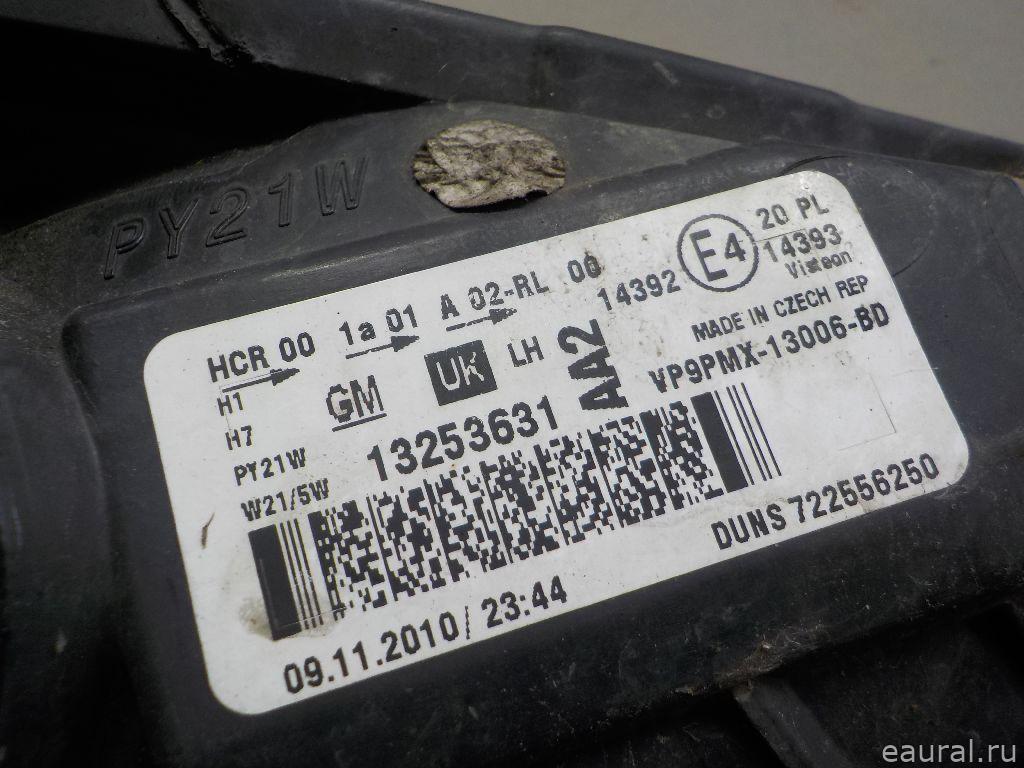 PY21W
HCR 00 1a 01 A 02-RL 00 14392 E4 20 PL
14393
Visteon
H1 GM UK LH AA2 MADE IN CZECH REP
H7 VP9PMX-13006-BD
PY21W 13253631
W21/5W
DUNS 722556250
09.11.2010/ 23:44
eaural.ru